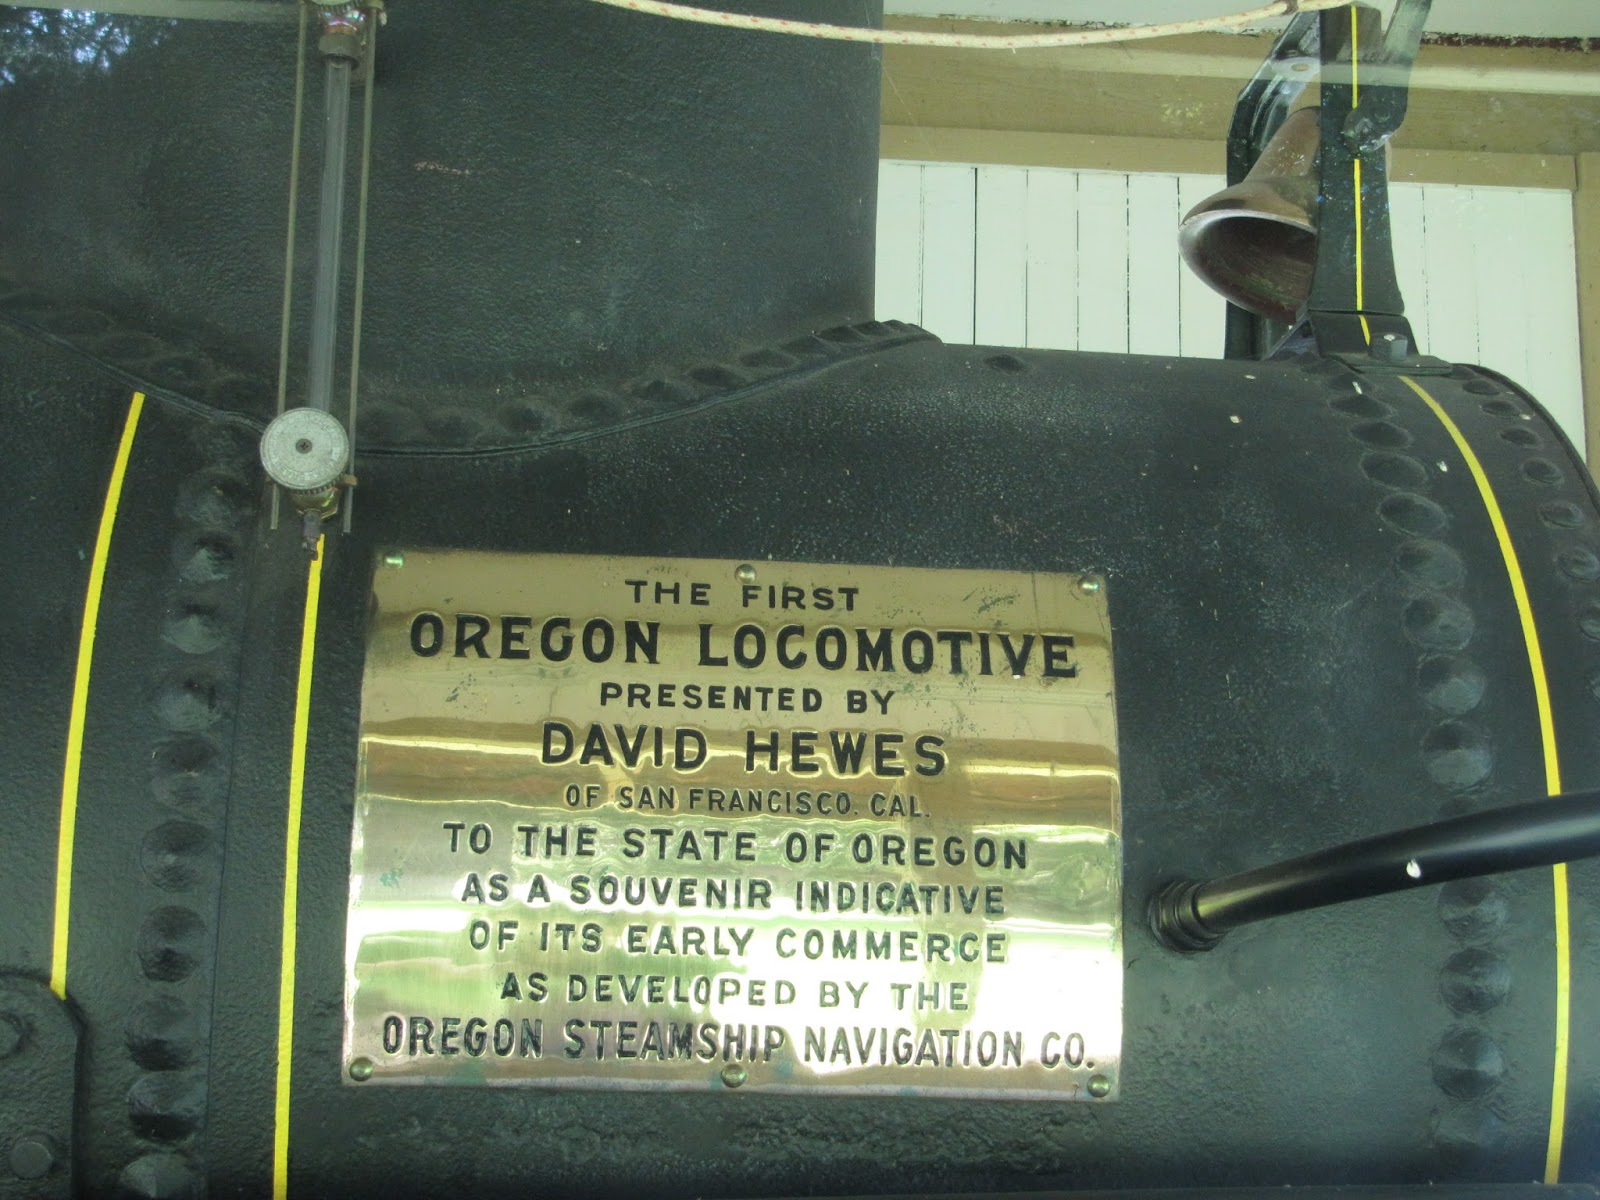 THE FIRST
OREGON LOCOMOTIVE
PRESENTED BY
DAVID HEWES
OF SAN FRANCISCO. CAL.
TO THE STATE OF OREGON
AS A SOUVENIR INDICATIVE
OF ITS EARLY COMMERCE
AS DEVELOPED BY THE
OREGON STEAMSHIP NAVIGATION CO.